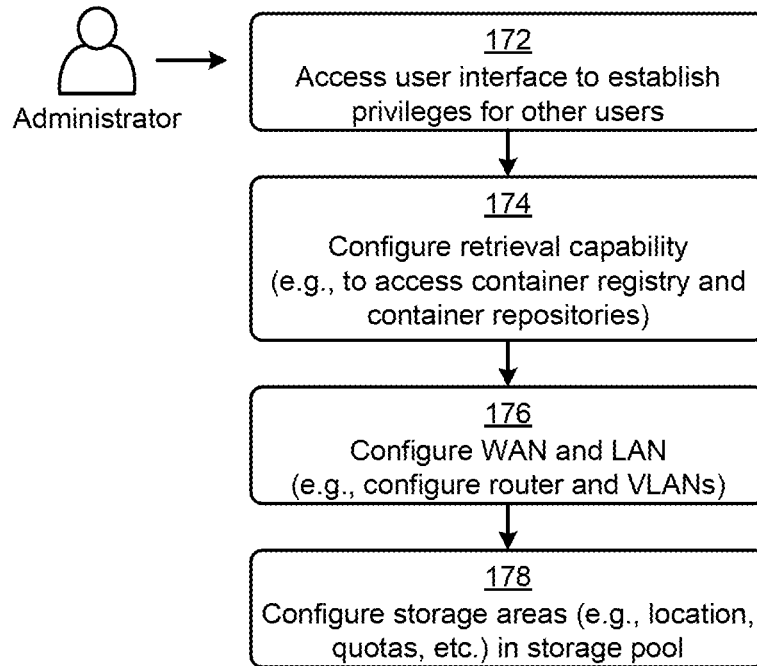 172
Access user interface to establish
privileges for other users
Administrator
174
Configure retrieval capability
(e.g., to access container registry and
container repositories)
176
Configure WAN and LAN
(e.g., configure router and VLANs)
178
Configure storage areas (e.g., location,
quotas, etc.) in storage pool